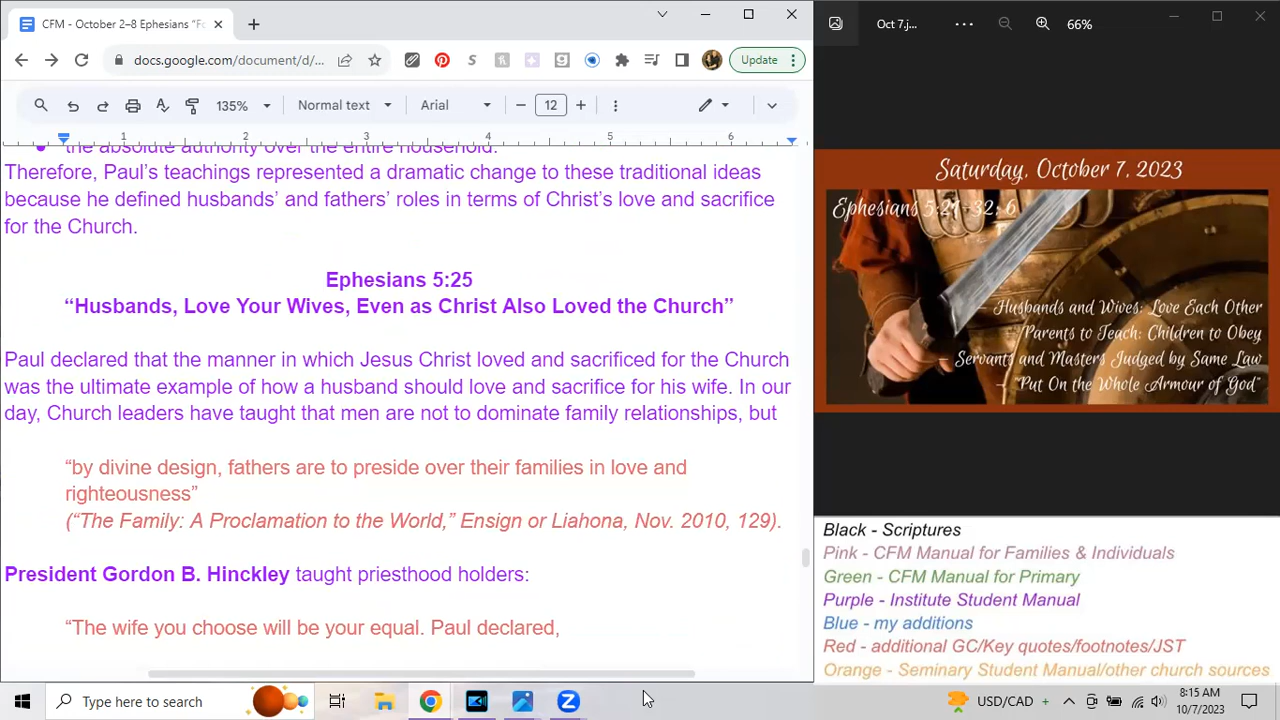 CFM - October 2–8 Ephesians “Fo
docs.google.com/document/d/...
Update
135%
Normal text
Arial
12
1 2 3 4 5 6
the absolute authority over the entire household.
Therefore, Paul’s teachings represented a dramatic change to these traditional ideas
because he defined husbands’ and fathers’ roles in terms of Christ’s love and sacrifice
for the Church.
Ephesians 5:25
“Husbands, Love Your Wives, Even as Christ Also Loved the Church”
Paul declared that the manner in which Jesus Christ loved and sacrificed for the Church
was the ultimate example of how a husband should love and sacrifice for his wife. In our
day, Church leaders have taught that men are not to dominate family relationships, but
“by divine design, fathers are to preside over their families in love and
righteousness”
(“The Family: A Proclamation to the World,” Ensign or Liahona, Nov. 2010, 129).
President Gordon B. Hinckley taught priesthood holders:
“The wife you choose will be your equal. Paul declared,
Oct 7.j...
66%
Saturday, October 7, 2023
Ephesians 5:21-32; 6
— Husbands and Wives: Love Each Other
— Parents to Teach: Children to Obey
— Servants and Masters Judged by Same Law
— “Put On the Whole Armour of God”
Black - Scriptures
Pink - CFM Manual for Families & Individuals
Green - CFM Manual for Primary
Purple - Institute Student Manual
Blue - my additions
Red - additional GC/Key quotes/footnotes/JST
Orange - Seminary Student Manual/other church sources
Type here to search
USD/CAD +
8:15 AM
10/7/2023